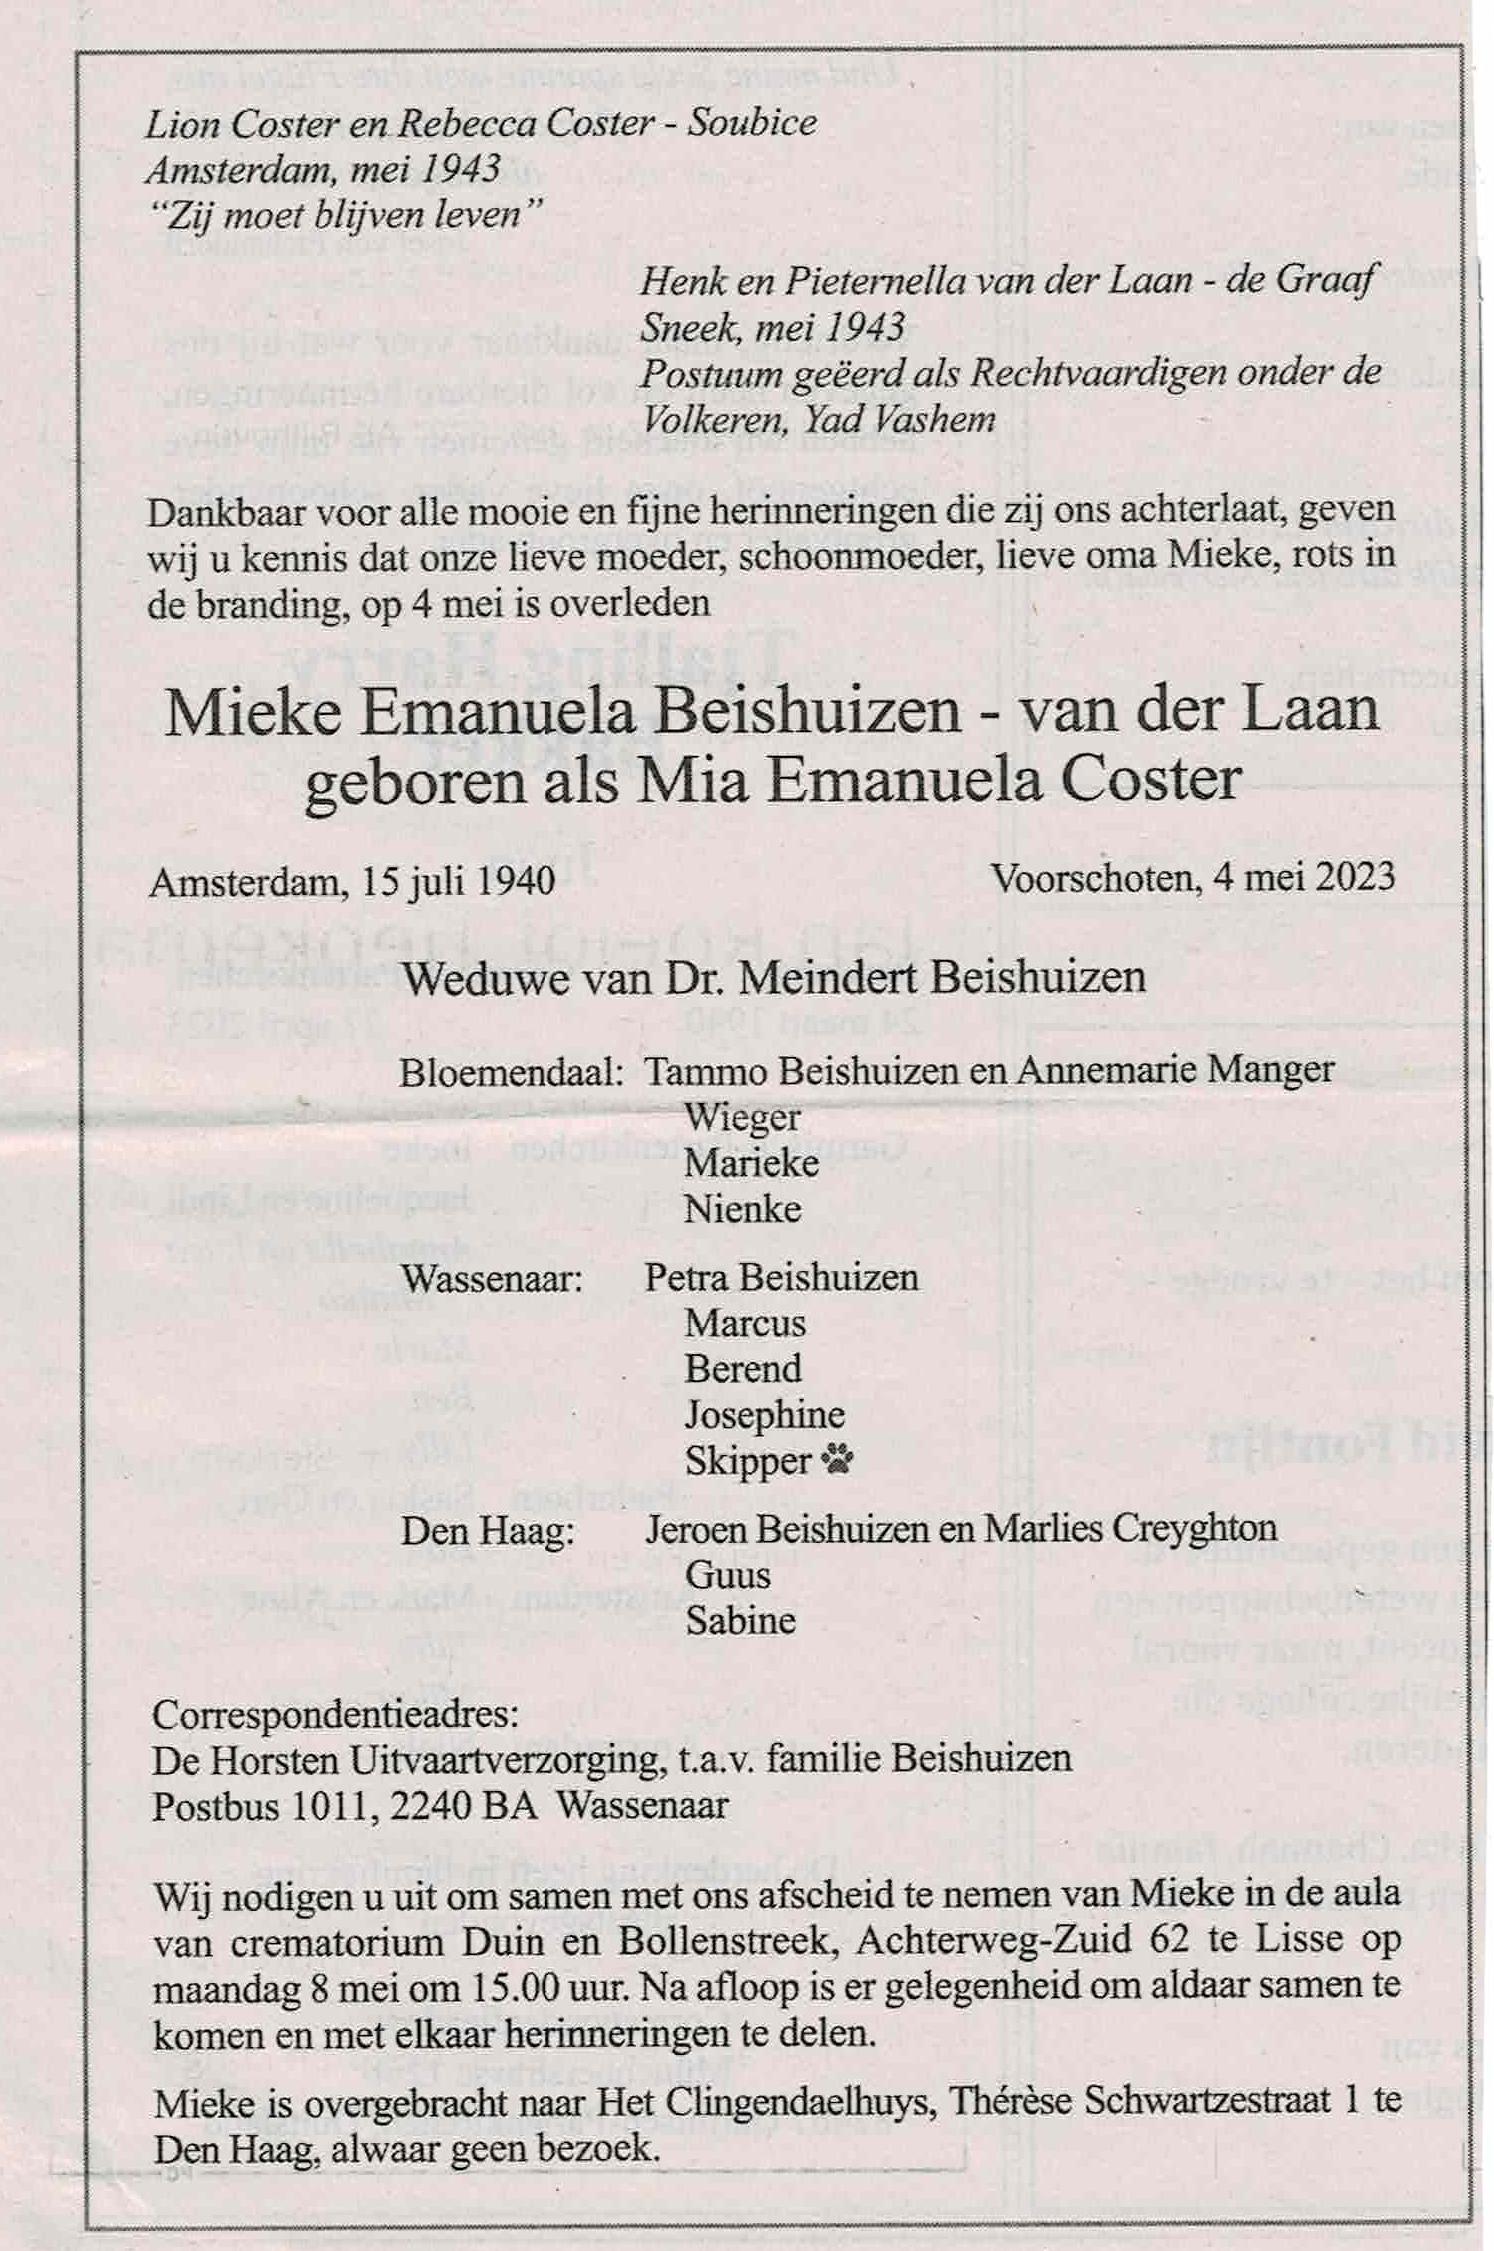 Lion Coster en Rebecca Coster - Soubice
Amsterdam, mei 1943
“Zij moet blijven leven”
Henk en Pieternella van der Laan - de Graaf
Sneek, mei 1943
Postuum geëerd als Rechtvaardigen onder de
Volkeren, Yad Vashem
Dankbaar voor alle mooie en fijne herinneringen die zij ons achterlaat, geven
wij u kennis dat onze lieve moeder, schoonmoeder, lieve oma Mieke, rots in
de branding, op 4 mei is overleden
Mieke Emanuela Beishuizen - van der Laan
geboren als Mia Emanuela Coster
Amsterdam, 15 juli 1940 Voorschoten, 4 mei 2023
Weduwe van Dr. Meindert Beishuizen
Bloemendaal: Tammo Beishuizen en Annemarie Manger
Wieger
Marieke
Nienke
Wassenaar: Petra Beishuizen
Marcus
Berend
Josephine
Skipper
Den Haag: Jeroen Beishuizen en Marlies Creyghton
Guus
Sabine
Correspondentieadres:
De Horsten Uitvaartverzorging, t.a.v. familie Beishuizen
Postbus 1011, 2240 BA Wassenaar
Wij nodigen u uit om samen met ons afscheid te nemen van Mieke in de aula
van crematorium Duin en Bollenstreek, Achterweg-Zuid 62 te Lisse op
maandag 8 mei om 15.00 uur. Na afloop is er gelegenheid om aldaar samen te
komen en met elkaar herinneringen te delen.
Mieke is overgebracht naar Het Clingendaelhuys, Thérèse Schwartzestraat 1 te
Den Haag, alwaar geen bezoek.